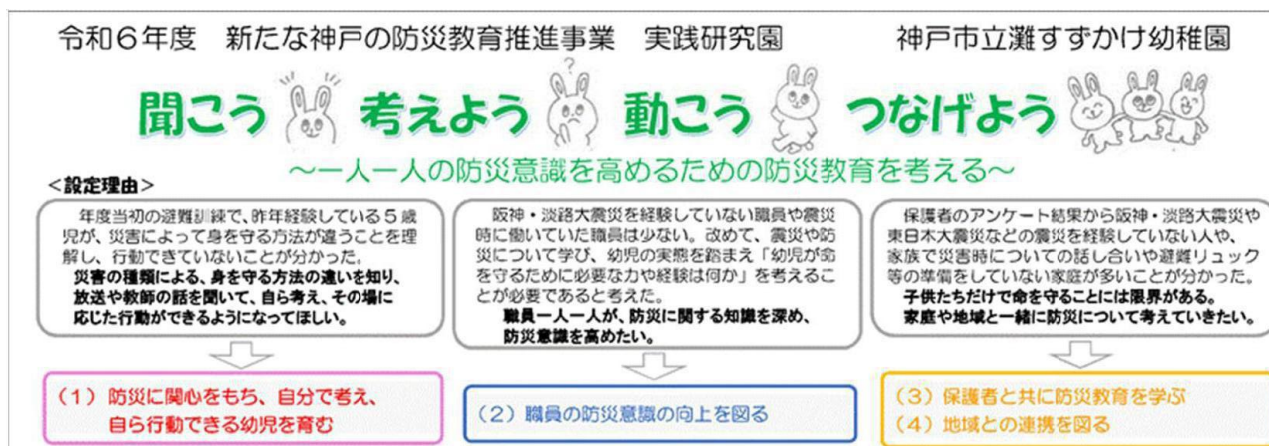 令和6年度　新たな神戸の防災教育推進事業　実践研究園　神戸市立灘すずかけ幼稚園
聞こう　考えよう　動こう　つなげよう
?
～一人一人の防災意識を高めるための防災教育を考える～
＜設定理由＞
年度当初の避難訓練で、昨年経験している5歳
児が、災害によって身を守る方法が違うことを理
解し、行動できていないことが分かった。
災害の種類による、身を守る方法の違いを知り、
放送や教師の話を聞いて、自ら考え、その場に
応じた行動ができるようになってほしい。
阪神・淡路大震災を経験していない職員や震災
時に働いていた職員は少ない。改めて、震災や防
災について学び、幼児の実態を踏まえ「幼児が命
を守るために必要な力や経験は何か」を考えるこ
とが必要であると考えた。
職員一人一人が、防災に関する知識を深め、
防災意識を高めたい。
保護者のアンケート結果から阪神・淡路大震災や
東日本大震災などの震災を経験していない人や、
家族で災害時についての話し合いや避難リュック
等の準備をしていない家庭が多いことが分かった。
子供たちだけで命を守ることには限界がある。
家庭や地域と一緒に防災について考えていきたい。
（1）防災に関心をもち、自分で考え、
自ら行動できる幼児を育む
（2）職員の防災意識の向上を図る
（3）保護者と共に防災教育を学ぶ
（4）地域との連携を図る